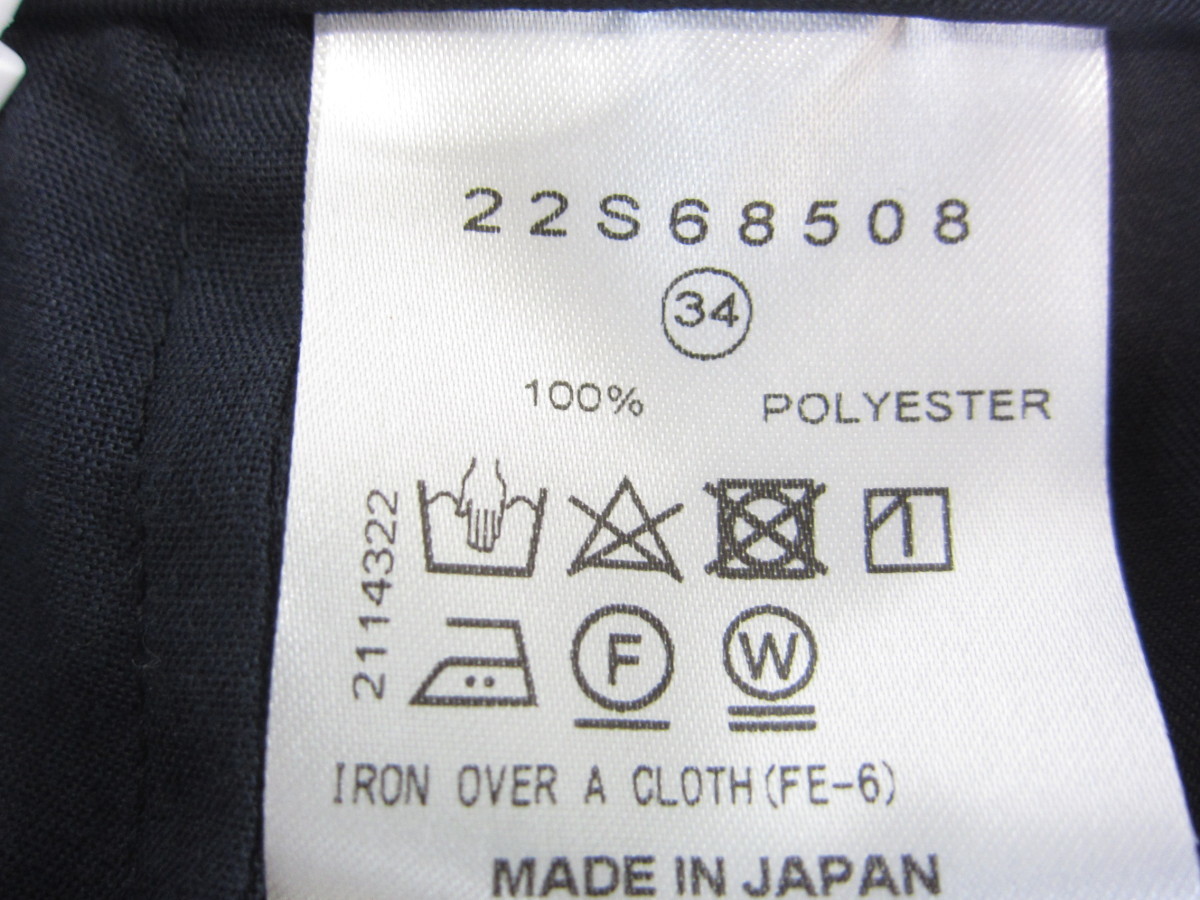 22S68508
34
100% POLYESTER
2114322
F W
IRON OVER A CLOTH(FE-6)
MADE IN JAPAN